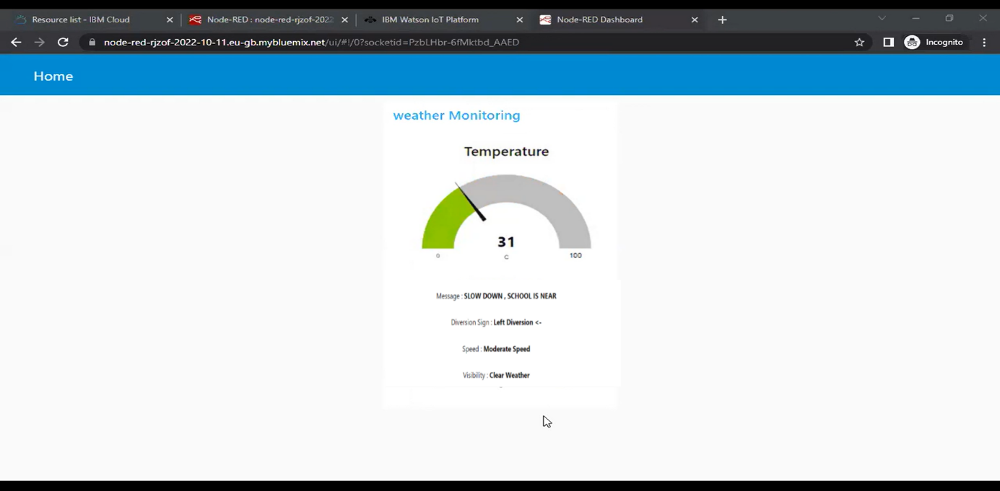 Resource list - IBM Cloud
Node-RED : node-red-rjzof-2022
IBM Watson IoT Platform
Node-RED Dashboard
node-red-rjzof-2022-10-11.eu-gb.mybluemix.net/ui/#!/0?socketid=PzbLHbr-6fMktbd_AAED
Incognito
Home
weather Monitoring
Temperature
31
0
C
100
Message : SLOW DOWN , SCHOOL IS NEAR
Diversion Sign : Left Diversion <-
Speed : Moderate Speed
Visibility : Clear Weather